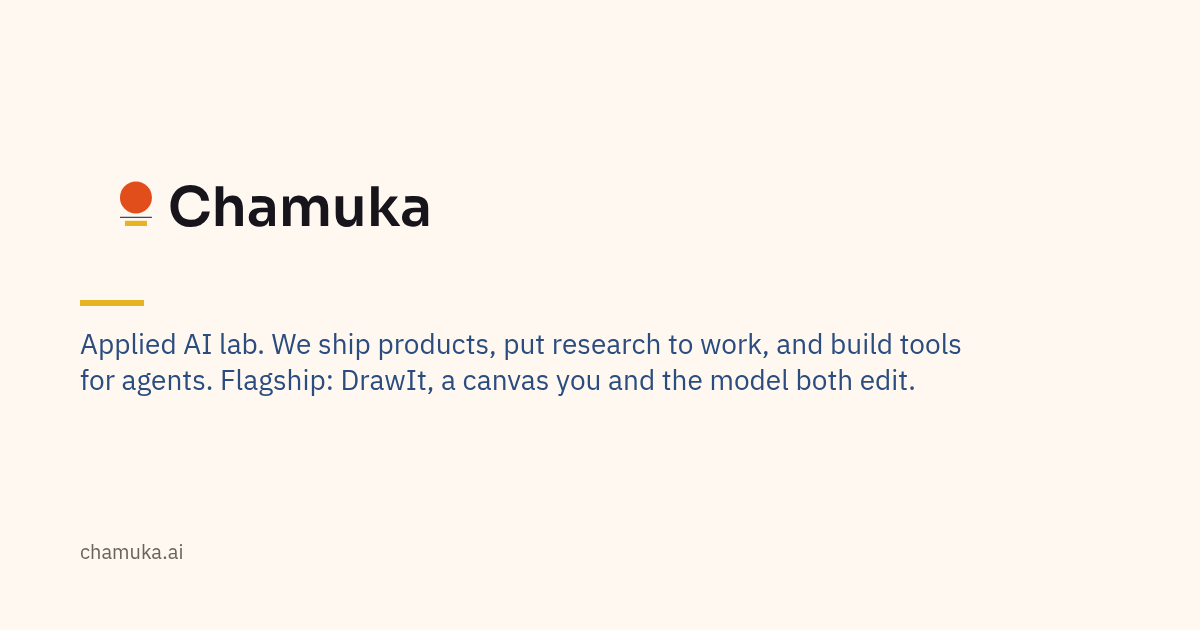 Chamuka
Applied AI lab. We ship products, put research to work, and build tools
for agents. Flagship: DrawIt, a canvas you and the model both edit.
chamuka.ai